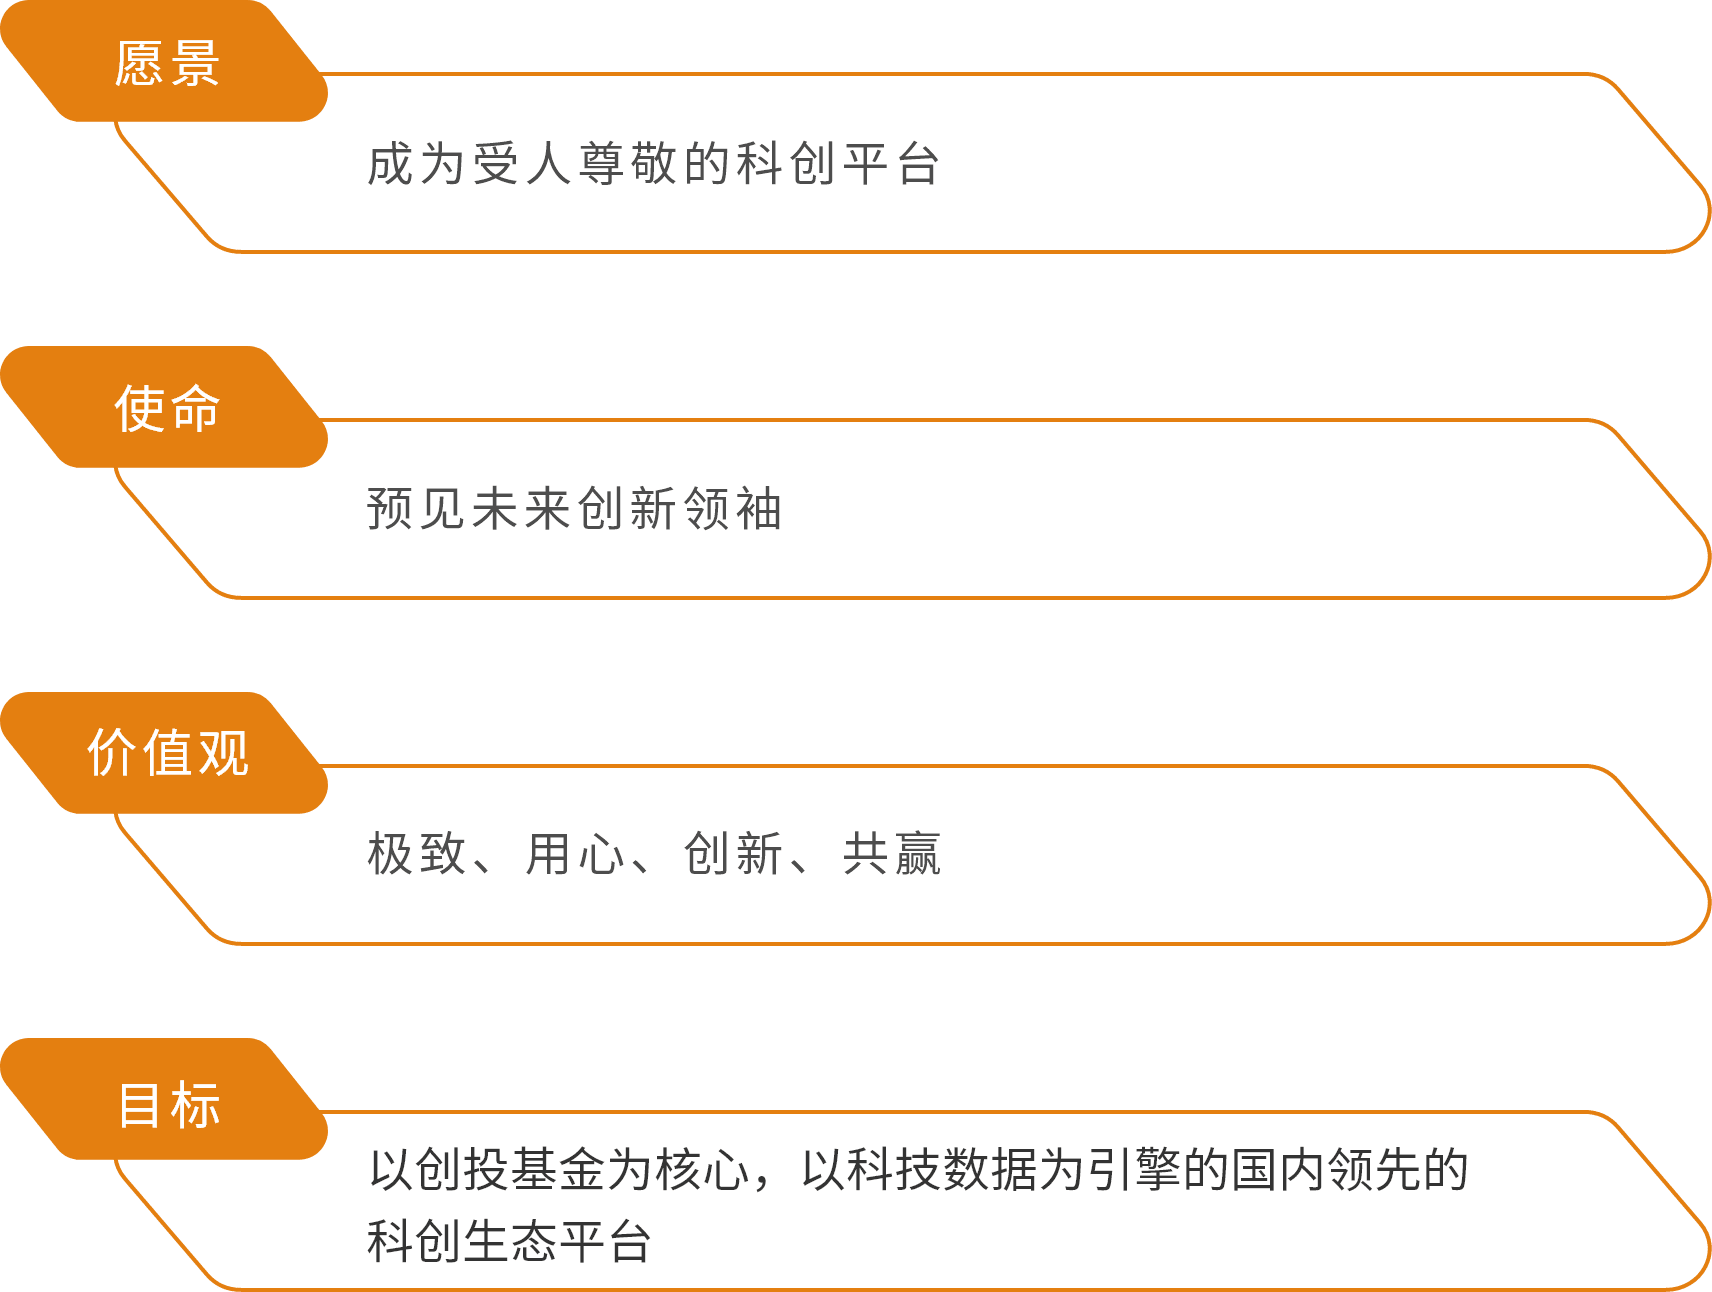 愿景
成为受人尊敬的科创平台
使命
预见未来创新领袖
价值观
极致、用心、创新、共赢
目标
以创投基金为核心，以科技数据为引擎的国内领先的
科创生态平台